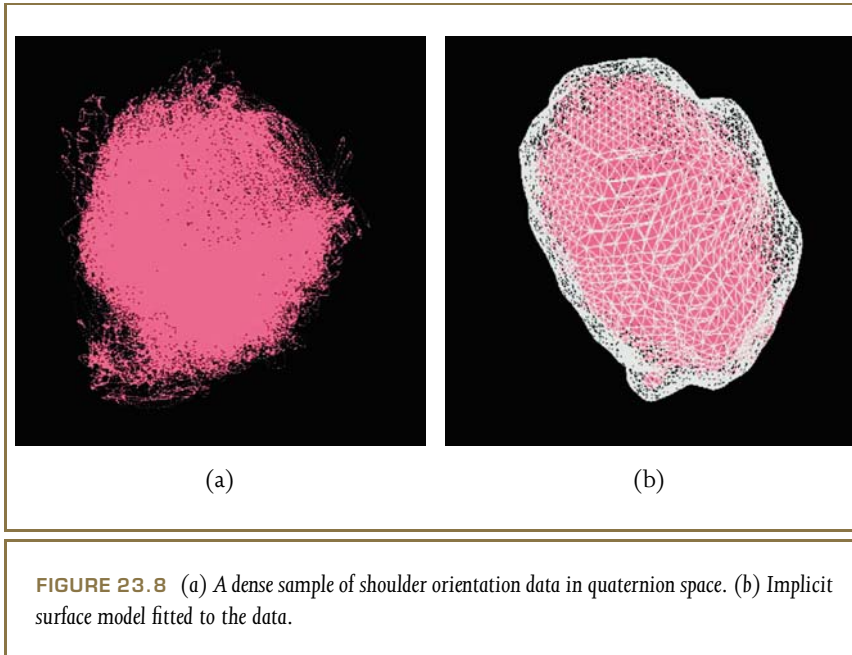 (a)
(b)
FIGURE 23.8 (a) A dense sample of shoulder orientation data in quaternion space. (b) Implicit
surface model fitted to the data.